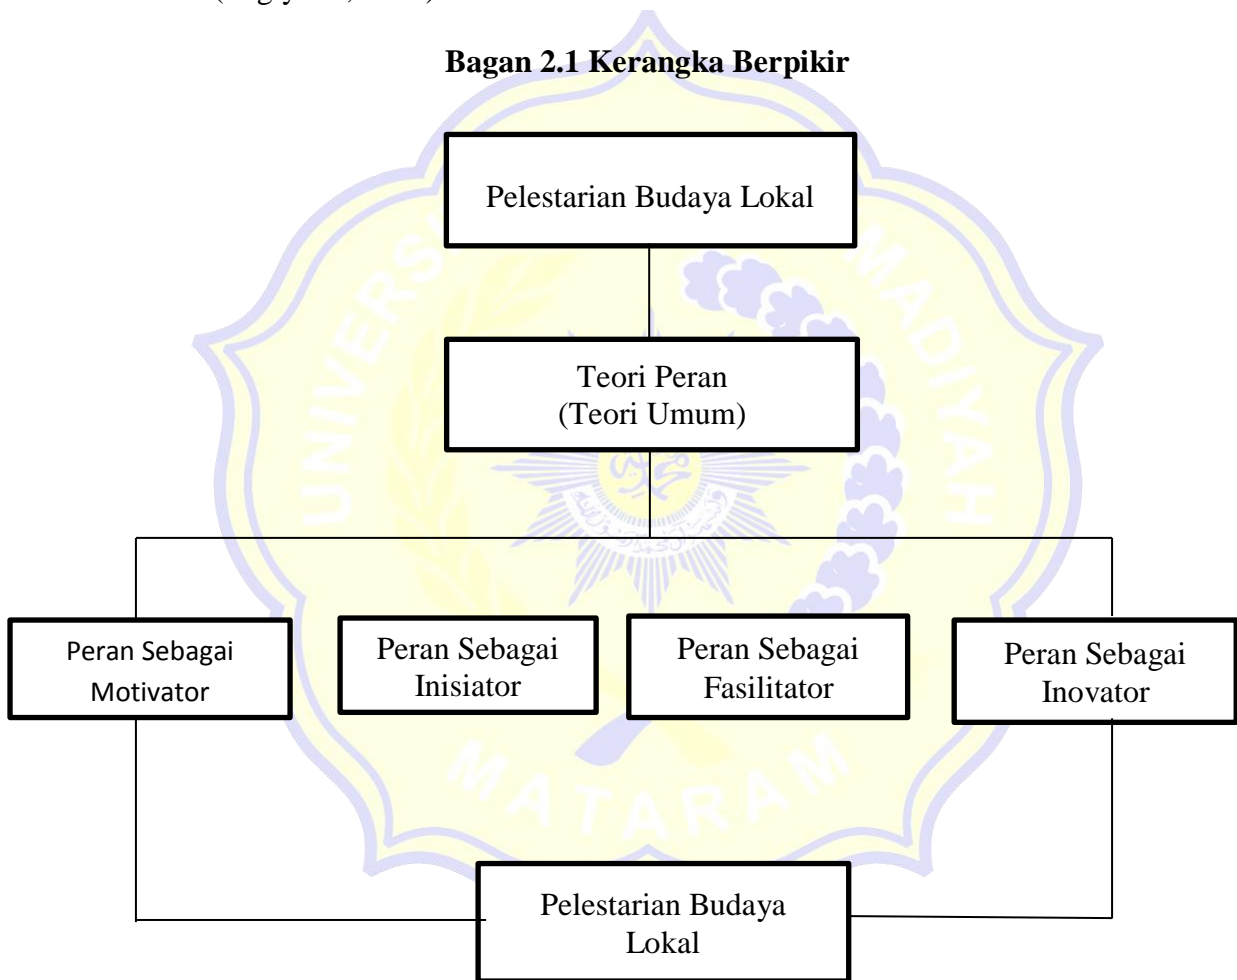 Bagan 2.1 Kerangka Berpikir
Pelestarian Budaya Lokal
Teori Peran
(Teori Umum)
Peran Sebagai
Motivator
Peran Sebagai
Inisiator
Peran Sebagai
Fasilitator
Peran Sebagai
Inovator
Pelestarian Budaya
Lokal
MATARAM